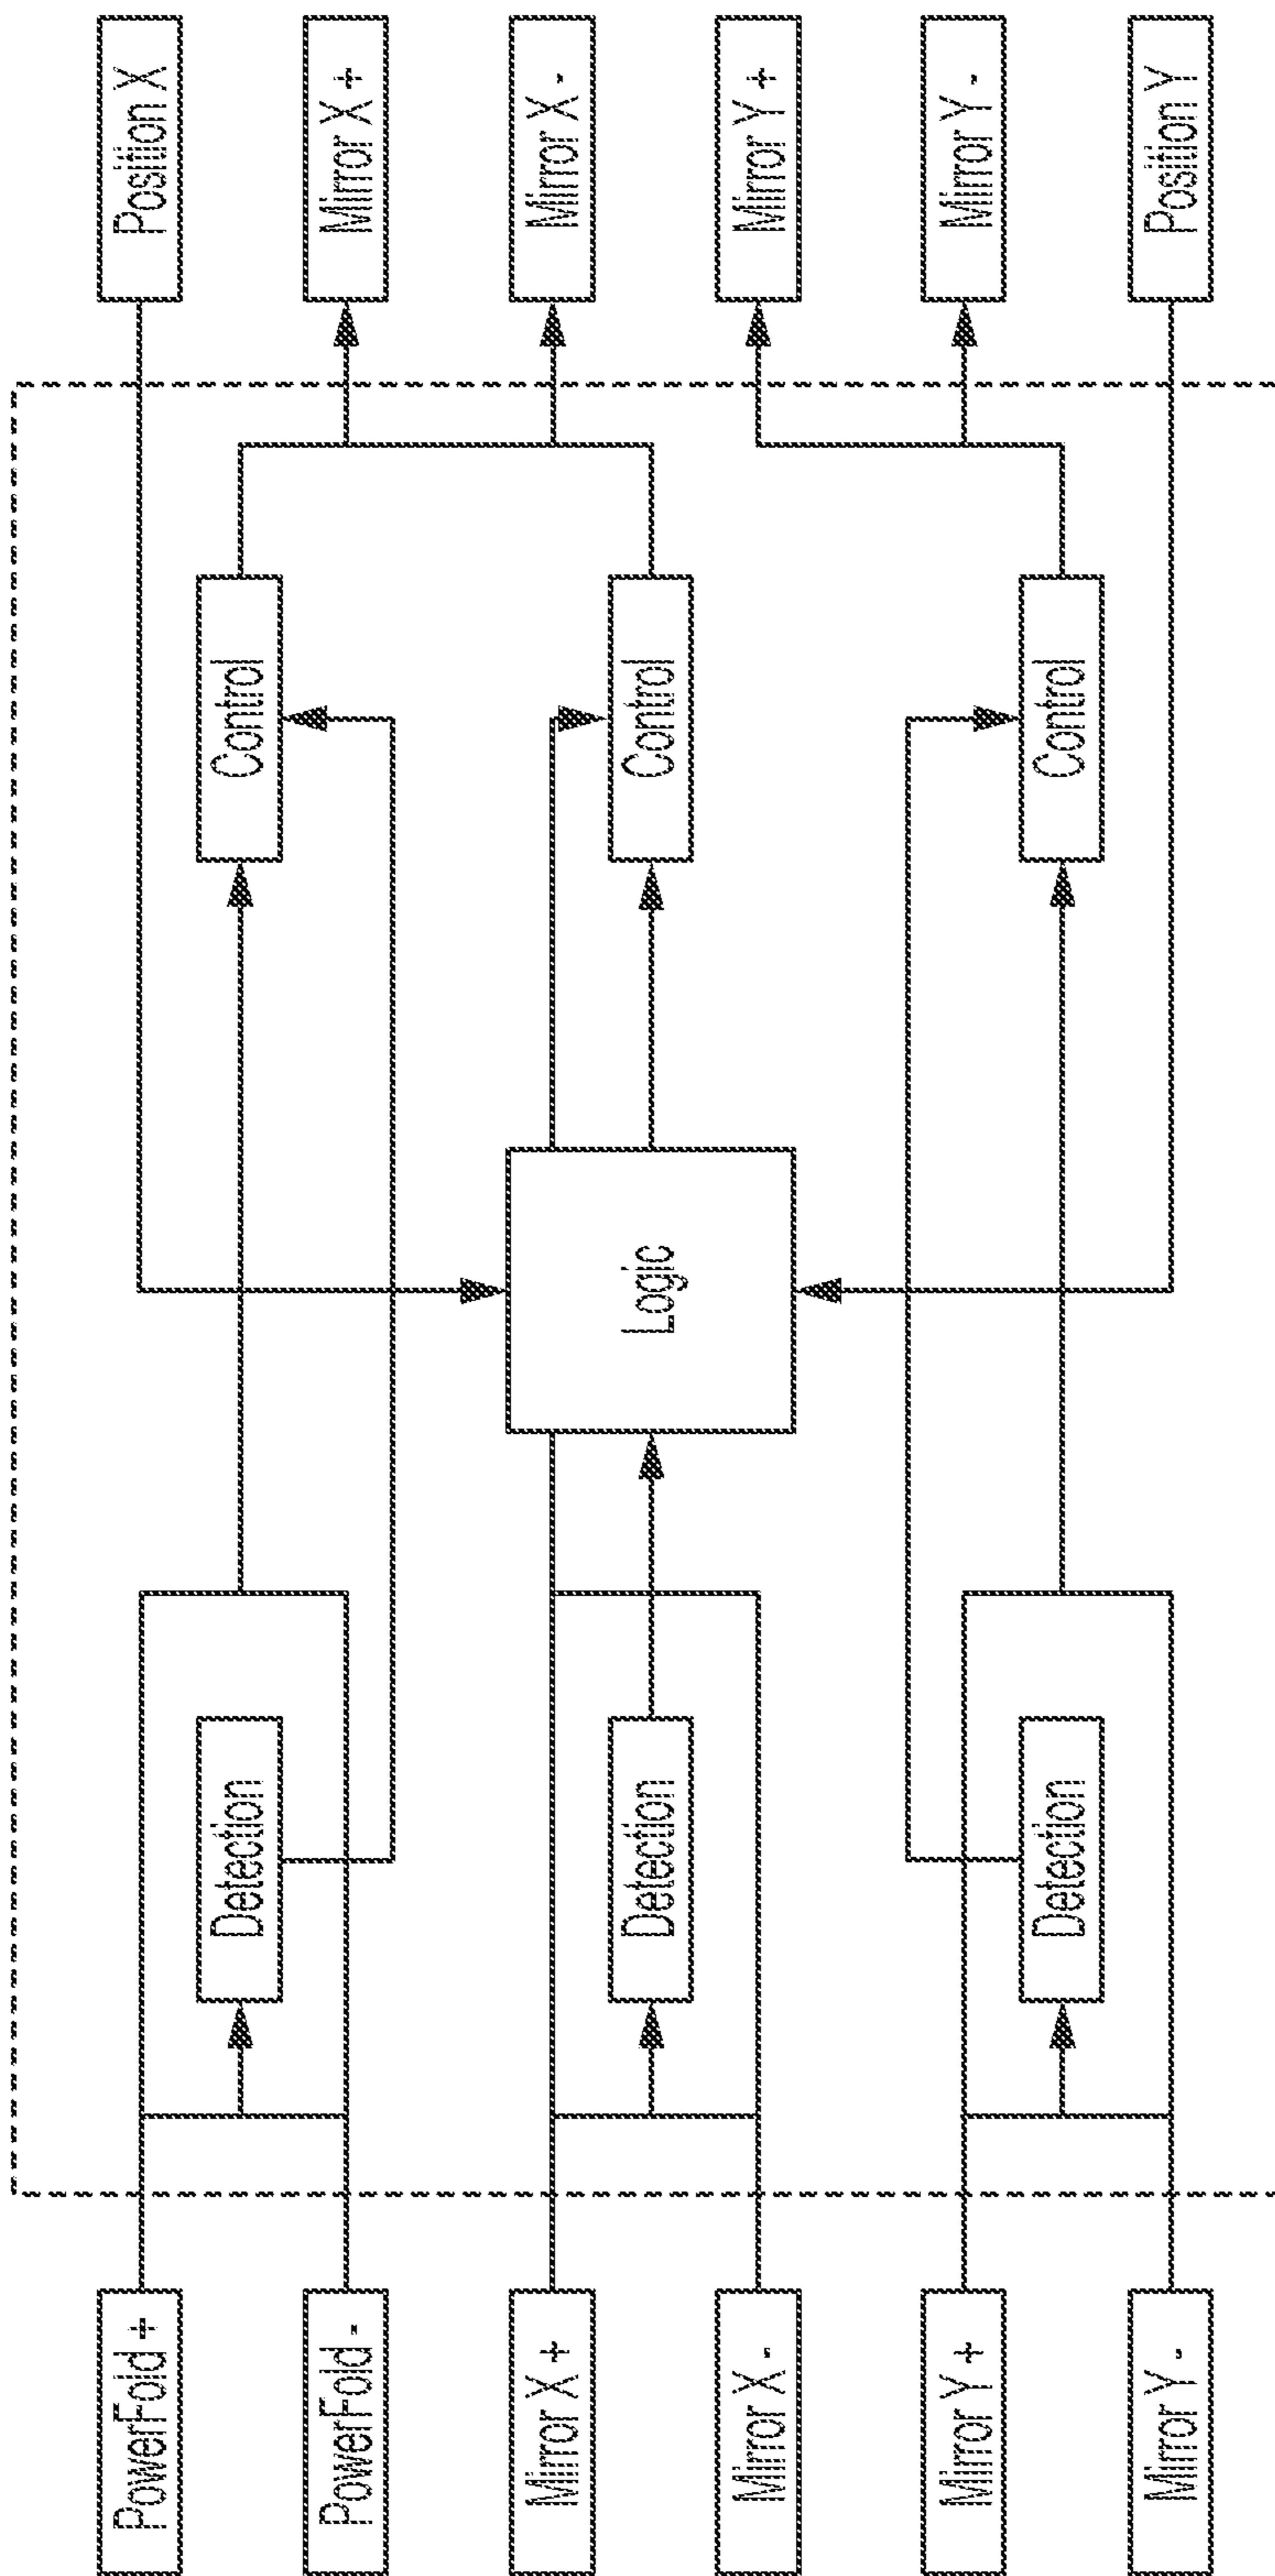 PowerFold +
PowerFold -
Mirror X +
Mirror X -
Mirror Y +
Mirror Y -
Detection
Detection
Detection
Logic
Control
Control
Control
Position X
Mirror X +
Mirror X -
Mirror Y +
Mirror Y -
Position Y